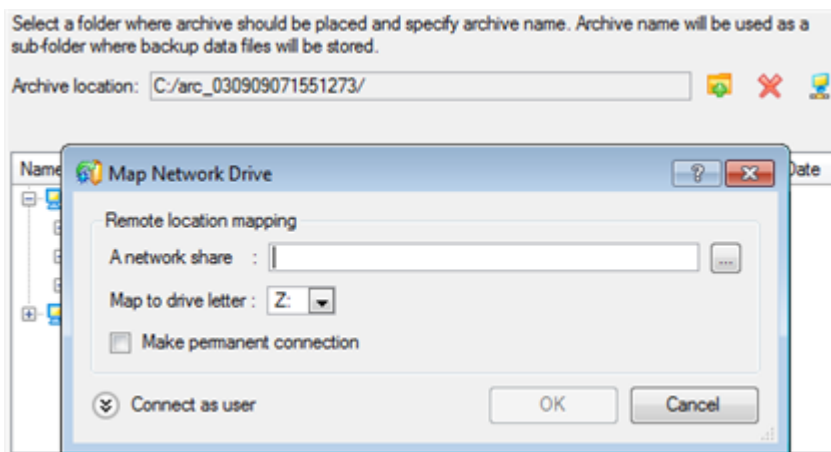 Select a folder where archive should be placed and specify archive name. Archive name will be used as a
sub-folder where backup data files will be stored.
Archive location: C:/arc_030909071551273/
Name
Date
Map Network Drive
Remote location mapping
A network share :
...
Map to drive letter : Z:
Make permanent connection
Connect as user
OK
Cancel